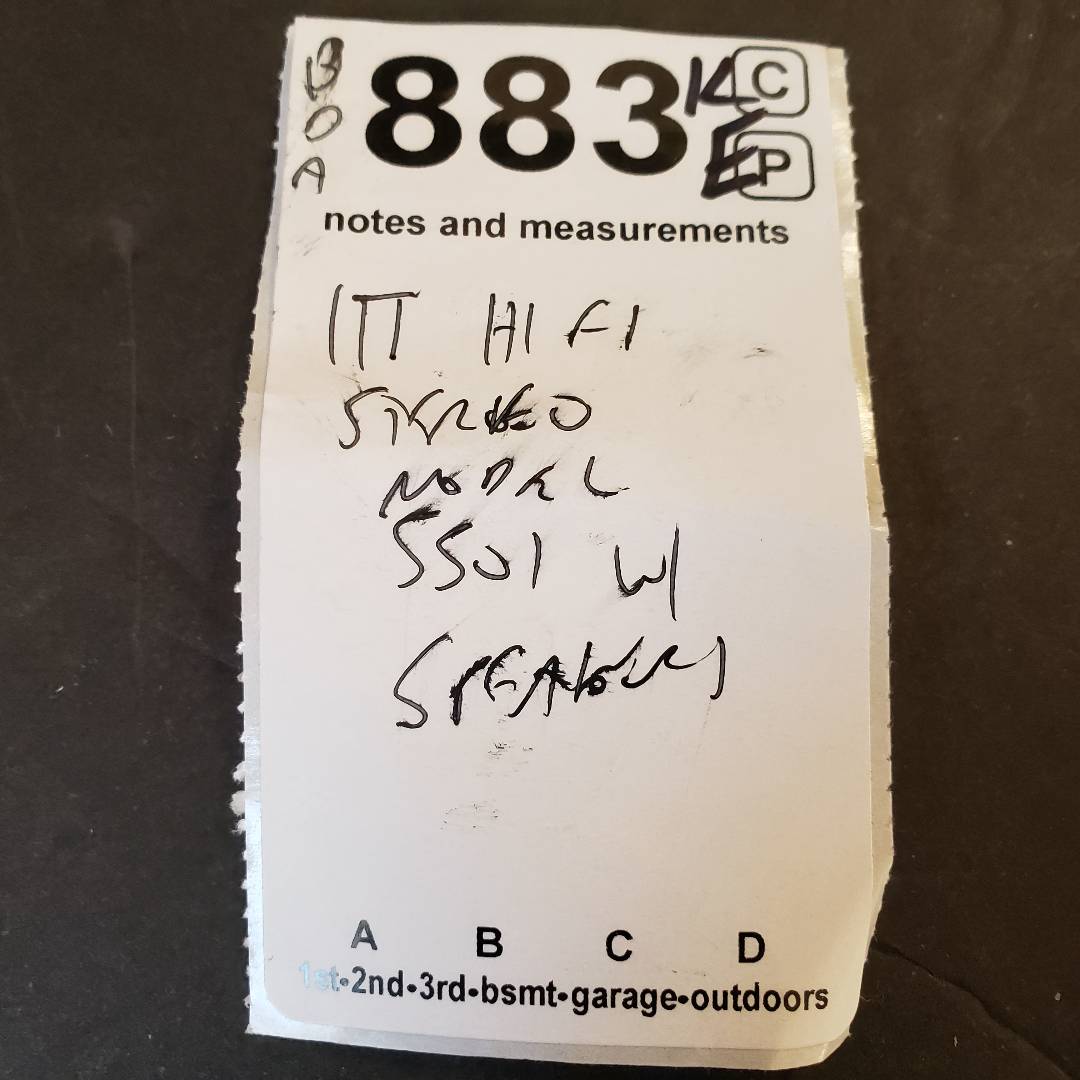 B
O
A
883 K C
E P
notes and measurements
ITT HI FI
STEREO
MODEL
5501 W/
SPEAKERS
A B C D
1st•2nd•3rd•bsmt•garage•outdoors